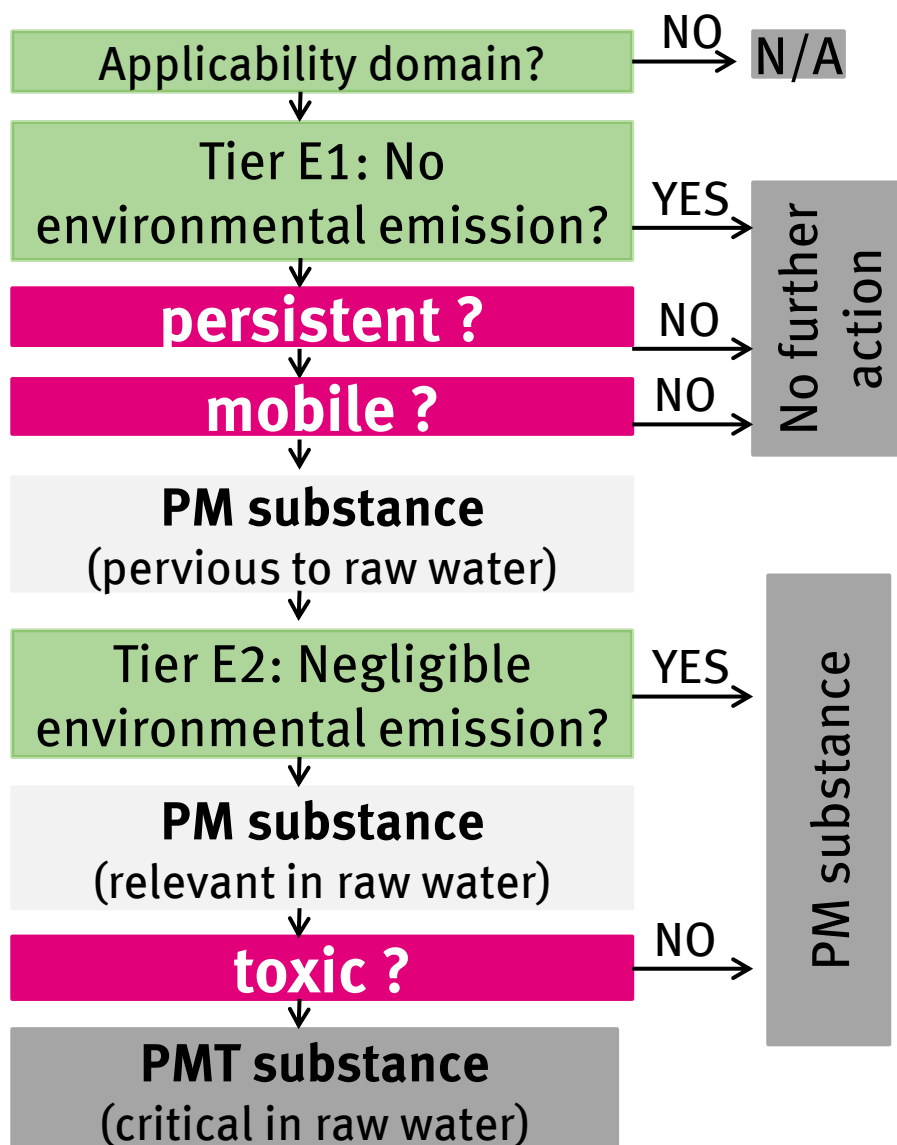 Applicability domain?
NO
N/A
Tier E1: No
environmental emission?
YES
No further
action
persistent ?
NO
mobile ?
NO
PM substance
(pervious to raw water)
Tier E2: Negligible
environmental emission?
YES
PM substance
PM substance
(relevant in raw water)
toxic ?
NO
PMT substance
(critical in raw water)